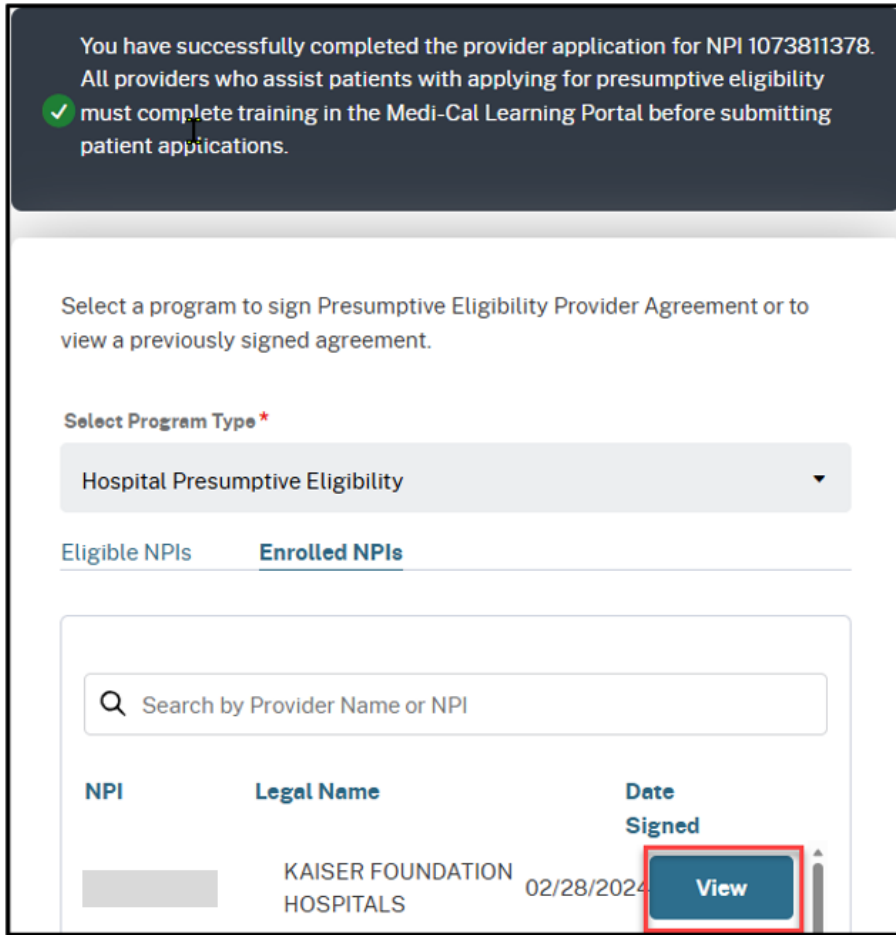 You have successfully completed the provider application for NPI 1073811378.
All providers who assist patients with applying for presumptive eligibility
must complete training in the Medi-Cal Learning Portal before submitting
patient applications.
Select a program to sign Presumptive Eligibility Provider Agreement or to
view a previously signed agreement.
Select Program Type*
Hospital Presumptive Eligibility
Eligible NPIs Enrolled NPIs
Search by Provider Name or NPI
NPI Legal Name Date
Signed
KAISER FOUNDATION
HOSPITALS 02/28/2024 View